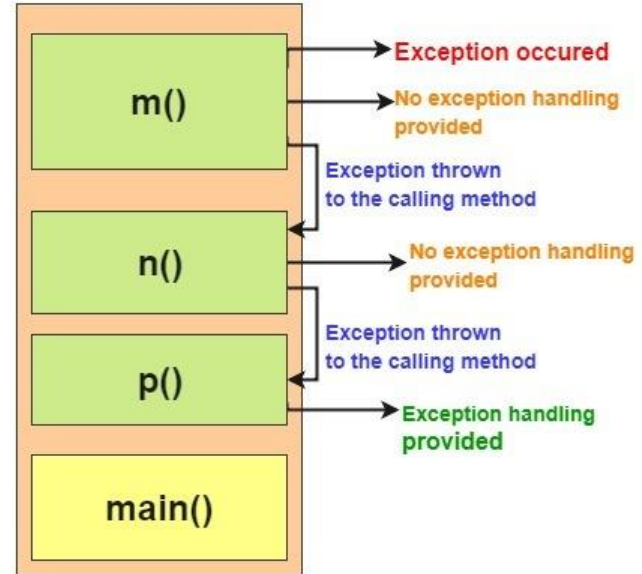 m()
Exception occured
No exception handling
provided
Exception thrown
to the calling method
n()
No exception handling
provided
Exception thrown
to the calling method
p()
Exception handling
provided
main()